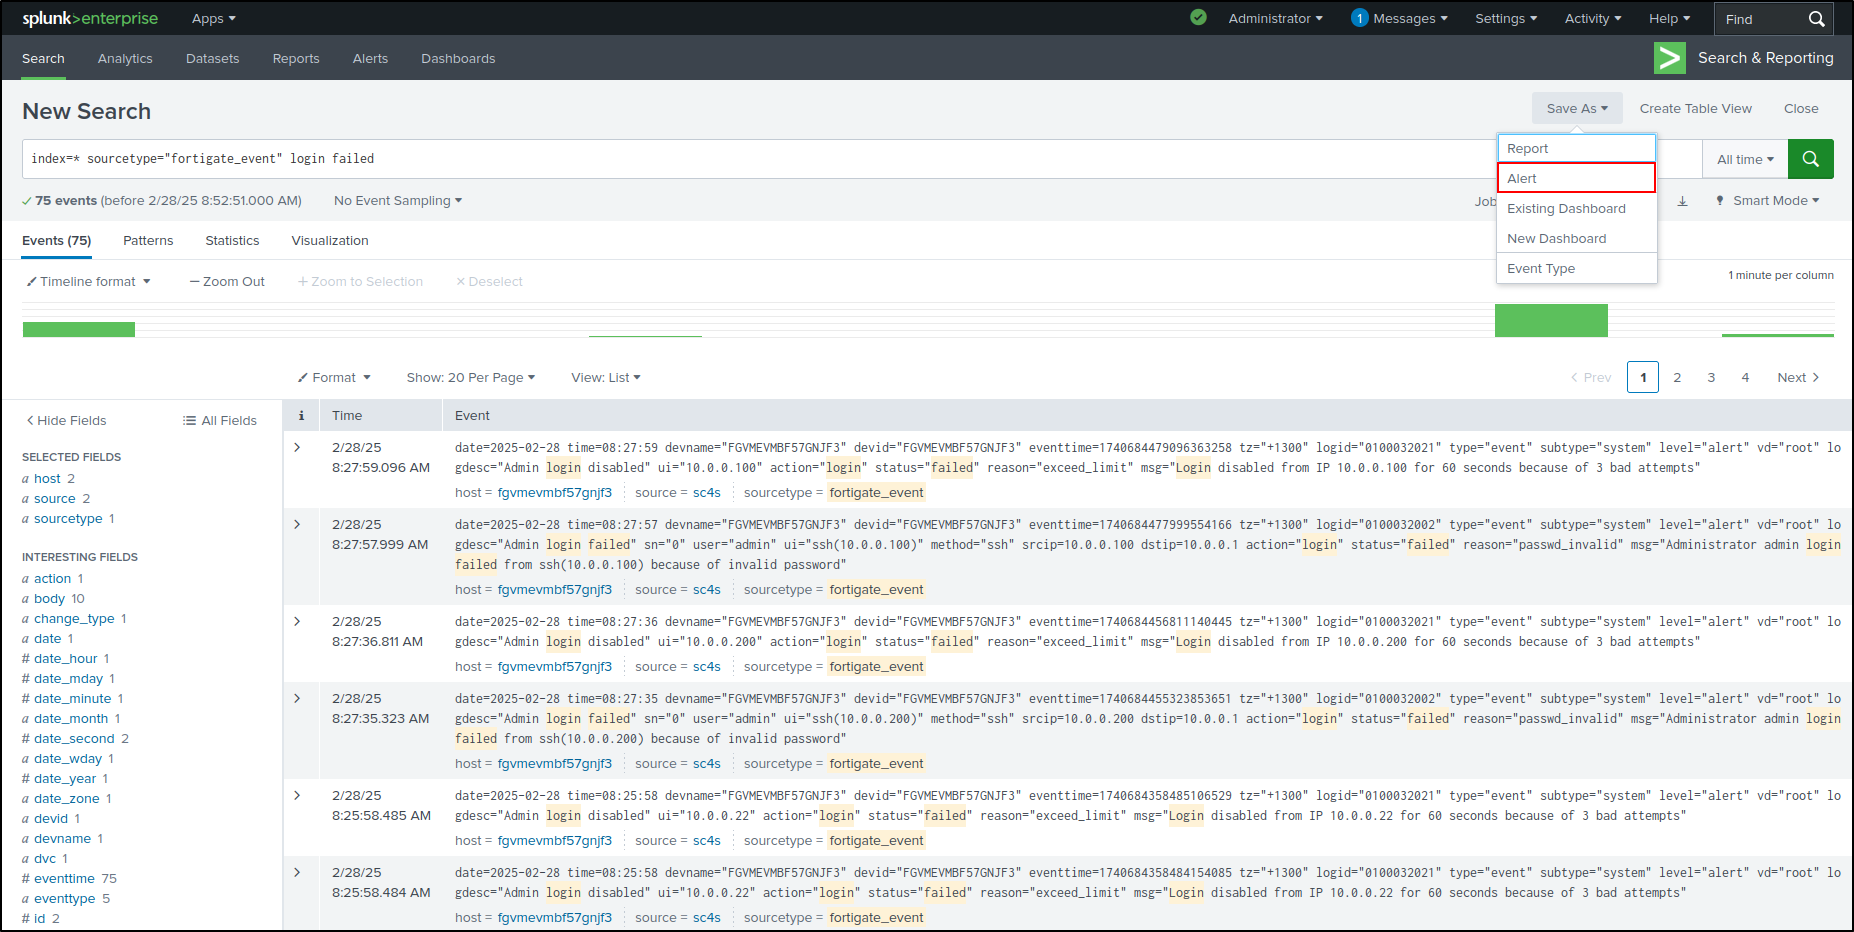 splunk>enterprise Apps Administrator 1 Messages Settings Activity Help Find
Search Analytics Datasets Reports Alerts Dashboards > Search & Reporting
New Search Save As Create Table View Close
Report
index=* sourcetype="fortigate_event" login failed All time
Alert
75 events (before 2/28/25 8:52:51.000 AM) No Event Sampling Job Smart Mode
Existing Dashboard
New Dashboard
Event Type
Events (75) Patterns Statistics Visualization
Timeline format — Zoom Out + Zoom to Selection × Deselect 1 minute per column
Format Show: 20 Per Page View: List < Prev 1 2 3 4 Next >
< Hide Fields All Fields
i Time Event
SELECTED FIELDS
a host 2
a source 2
a sourcetype 1
INTERESTING FIELDS
a action 1
a body 10
a change_type 1
a date 1
# date_hour 1
# date_mday 1
# date_minute 1
a date_month 1
# date_second 2
a date_wday 1
# date_year 1
a date_zone 1
a devid 1
a devname 1
a dvc 1
# eventtime 75
a eventtype 5
# id 2
> 2/28/25
8:27:59.096 AM
date=2025-02-28 time=08:27:59 devname="FGVMEVMBF57GNJF3" devid="FGVMEVMBF57GNJF3" eventtime=1740684479096363258 tz="+1300" logid="0100032021" type="event" subtype="system" level="alert" vd="root" lo
gdesc="Admin login disabled" ui="10.0.0.100" action="login" status="failed" reason="exceed_limit" msg="Login disabled from IP 10.0.0.100 for 60 seconds because of 3 bad attempts"
host = fgvmevmbf57gnjf3 source = sc4s sourcetype = fortigate_event
> 2/28/25
8:27:57.999 AM
date=2025-02-28 time=08:27:57 devname="FGVMEVMBF57GNJF3" devid="FGVMEVMBF57GNJF3" eventtime=1740684477999554166 tz="+1300" logid="0100032002" type="event" subtype="system" level="alert" vd="root" lo
gdesc="Admin login failed" sn="0" user="admin" ui="ssh(10.0.0.100)" method="ssh" srcip=10.0.0.100 dstip=10.0.0.1 action="login" status="failed" reason="passwd_invalid" msg="Administrator admin login
failed from ssh(10.0.0.100) because of invalid password"
host = fgvmevmbf57gnjf3 source = sc4s sourcetype = fortigate_event
> 2/28/25
8:27:36.811 AM
date=2025-02-28 time=08:27:36 devname="FGVMEVMBF57GNJF3" devid="FGVMEVMBF57GNJF3" eventtime=1740684456811140445 tz="+1300" logid="0100032021" type="event" subtype="system" level="alert" vd="root" lo
gdesc="Admin login disabled" ui="10.0.0.200" action="login" status="failed" reason="exceed_limit" msg="Login disabled from IP 10.0.0.200 for 60 seconds because of 3 bad attempts"
host = fgvmevmbf57gnjf3 source = sc4s sourcetype = fortigate_event
> 2/28/25
8:27:35.323 AM
date=2025-02-28 time=08:27:35 devname="FGVMEVMBF57GNJF3" devid="FGVMEVMBF57GNJF3" eventtime=1740684455323853651 tz="+1300" logid="0100032002" type="event" subtype="system" level="alert" vd="root" lo
gdesc="Admin login failed" sn="0" user="admin" ui="ssh(10.0.0.200)" method="ssh" srcip=10.0.0.200 dstip=10.0.0.1 action="login" status="failed" reason="passwd_invalid" msg="Administrator admin login
failed from ssh(10.0.0.200) because of invalid password"
host = fgvmevmbf57gnjf3 source = sc4s sourcetype = fortigate_event
> 2/28/25
8:25:58.485 AM
date=2025-02-28 time=08:25:58 devname="FGVMEVMBF57GNJF3" devid="FGVMEVMBF57GNJF3" eventtime=1740684358485106529 tz="+1300" logid="0100032021" type="event" subtype="system" level="alert" vd="root" lo
gdesc="Admin login disabled" ui="10.0.0.22" action="login" status="failed" reason="exceed_limit" msg="Login disabled from IP 10.0.0.22 for 60 seconds because of 3 bad attempts"
host = fgvmevmbf57gnjf3 source = sc4s sourcetype = fortigate_event
> 2/28/25
8:25:58.484 AM
date=2025-02-28 time=08:25:58 devname="FGVMEVMBF57GNJF3" devid="FGVMEVMBF57GNJF3" eventtime=1740684358484154085 tz="+1300" logid="0100032021" type="event" subtype="system" level="alert" vd="root" lo
gdesc="Admin login disabled" ui="10.0.0.22" action="login" status="failed" reason="exceed_limit" msg="Login disabled from IP 10.0.0.22 for 60 seconds because of 3 bad attempts"
host = fgvmevmbf57gnjf3 source = sc4s sourcetype = fortigate_event